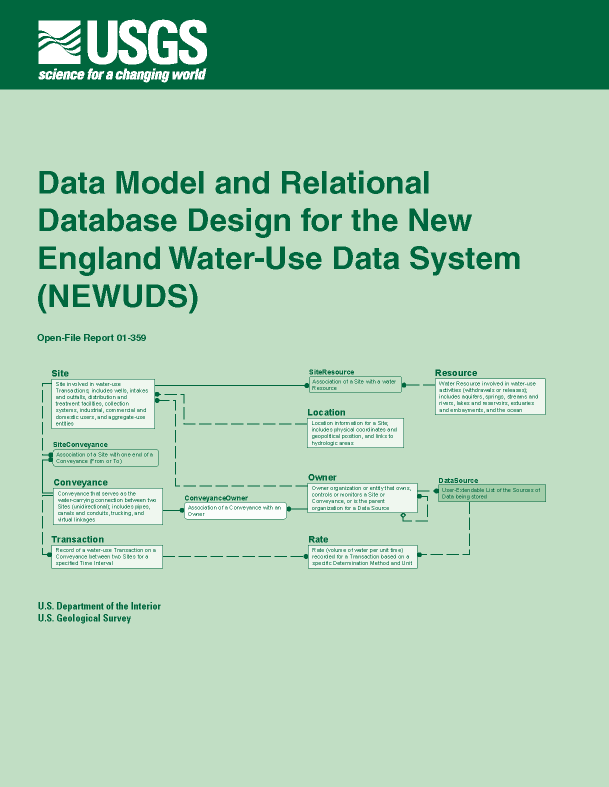 USGS
science for a changing world
Data Model and Relational
Database Design for the New
England Water-Use Data System
(NEWUDS)
Open-File Report 01-359
Site
Site involved in water-use
Transactions; includes wells, intakes
and outfalls, distribution and
treatment facilities, collection
systems, industrial, commercial and
domestic users, and aggregate-use
entities
SiteResource
Association of a Site with a water
Resource
Resource
Water Resource involved in water-use
activities (withdrawals or releases);
includes aquifers, springs, streams and
rivers, lakes and reservoirs, estuaries
and embayments, and the ocean
Location
Location information for a Site;
includes physical coordinates and
geopolitical position, and links to
hydrologic areas
SiteConveyance
Association of Site with one end of a
Conveyance (From or To)
Conveyance
Conveyance that serves as the
water-carrying connection between two
Sites (unidirectional); includes pipes,
canals and conduits, trucking, and
virtual linkages
ConveyanceOwner
Association of a Conveyance with an
Owner
Owner
Owner organization or entity that owns,
controls or monitors a Site or
Conveyance, or is the parent
organization for a Data Source
DataSource
User-Extendable List of the Sources of
Data being stored
Transaction
Record of a water-use Transaction on a
Conveyance between two Sites for a
specified Time Interval
Rate
Rate (volume of water per unit time)
recorded for a Transaction based on a
specific Determination Method and Unit
U.S. Department of the Interior
U.S. Geological Survey